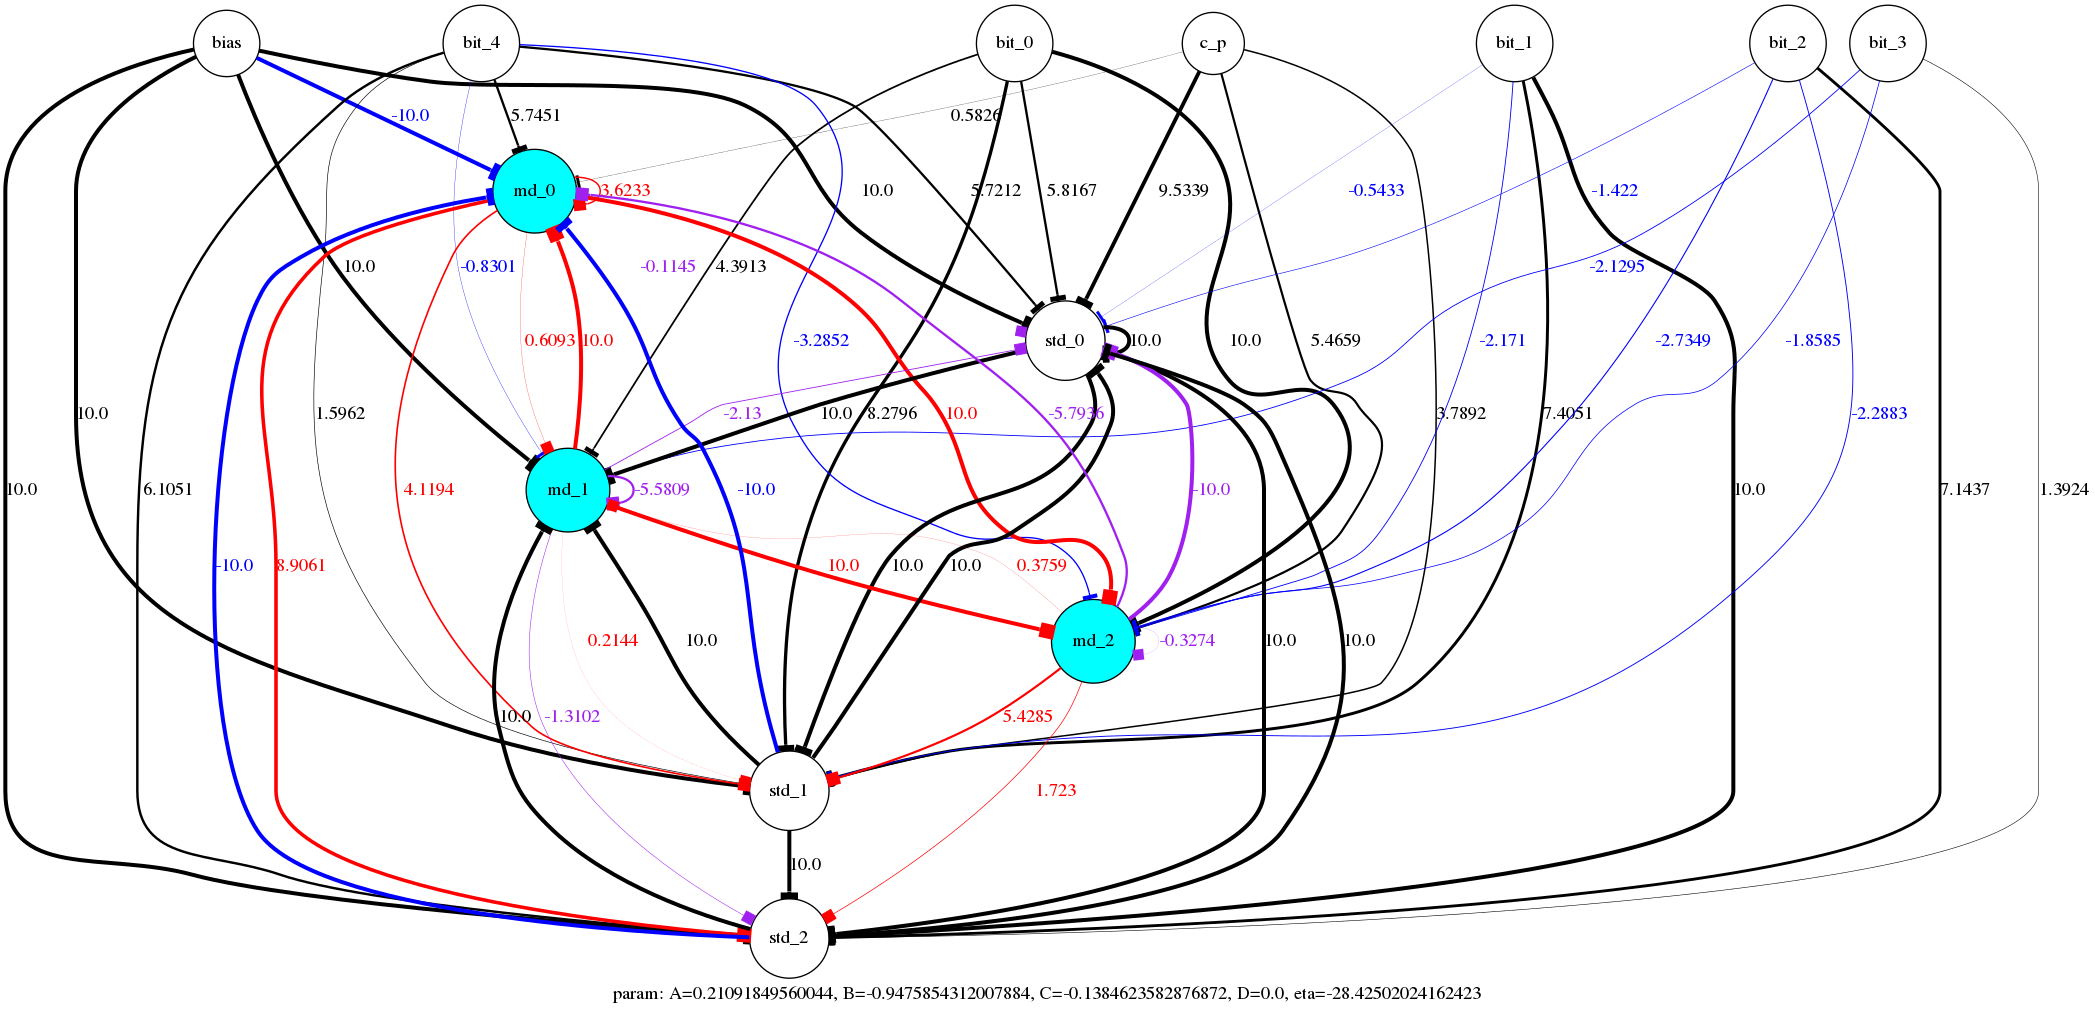 bias bit_4 bit_0 c_p bit_1 bit_2 bit_3
-10.0 5.7451 0.5826
md_0 3.6233 10.0 5.7212 5.8167 9.5339 -0.5433 -1.422
10.0 -0.8301 -0.1145 4.3913 -2.1295
0.6093 10.0 -3.2852 std_0 10.0 10.0 5.4659 -2.171 -2.7349 -1.8585
10.0 1.5962 4.1194 -2.13 10.0 8.2796 10.0 -5.7936 3.7892 7.4051 -2.2883
10.0 6.1051 md_1 -5.5809 -10.0 -10.0 10.0 7.1437 1.3924
-10.0 8.9061 10.0 10.0 10.0 0.3759
0.2144 10.0 md_2 -0.3274 10.0 10.0
10.0 -1.3102 5.4285
std_1 1.723
10.0
std_2
param: A=0.21091849560044, B=-0.9475854312007884, C=-0.1384623582876872, D=0.0, eta=-28.42502024162423